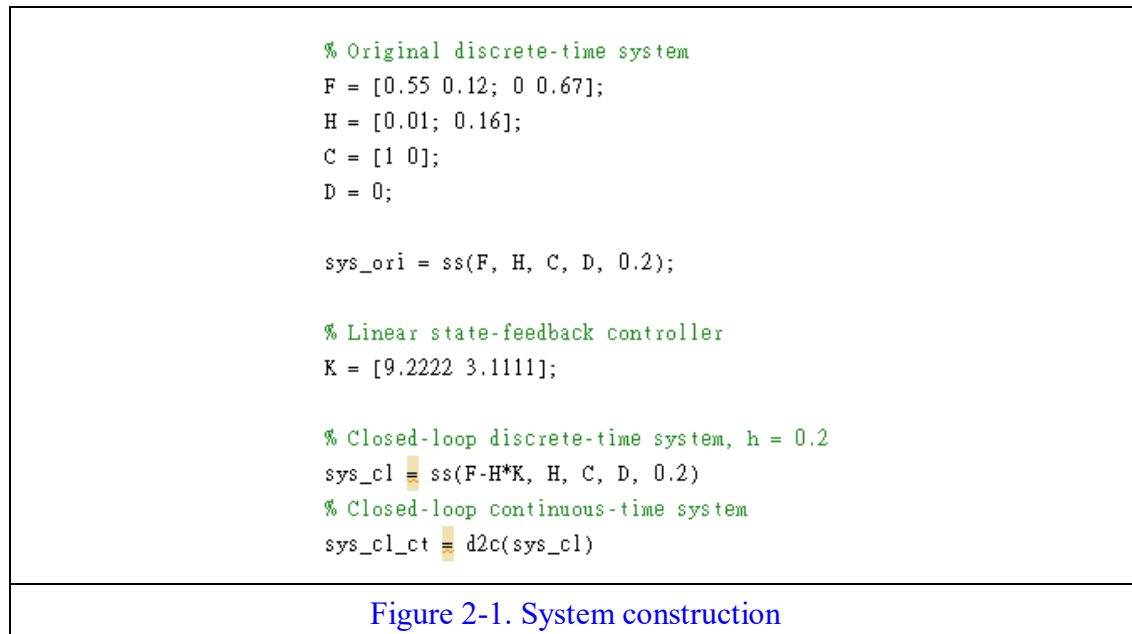 % Original discrete-time system
F = [0.55 0.12; 0 0.67];
H = [0.01; 0.16];
C = [1 0];
D = 0;
sys_ori = ss(F, H, C, D, 0.2);
% Linear state-feedback controller
K = [9.2222 3.1111];
% Closed-loop discrete-time system, h = 0.2
sys_cl = ss(F-H*K, H, C, D, 0.2)
% Closed-loop continuous-time system
sys_cl_ct = d2c(sys_cl)
Figure 2-1. System construction